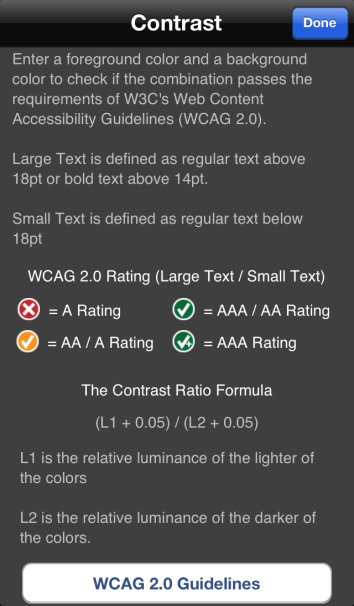 Contrast
Done
Enter a foreground color and a background
color to check if the combination passes the
requirements of W3C's Web Content
Accessibility Guidelines (WCAG 2.0).
Large Text is defined as regular text above
18pt or bold text above 14pt.
Small Text is defined as regular text below
18pt
WCAG 2.0 Rating (Large Text / Small Text)
= A Rating
= AAA / AA Rating
= AA / A Rating
= AAA Rating
The Contrast Ratio Formula
(L1 + 0.05) / (L2 + 0.05)
L1 is the relative luminance of the lighter of
the colors
L2 is the relative luminance of the darker of
the colors.
WCAG 2.0 Guidelines